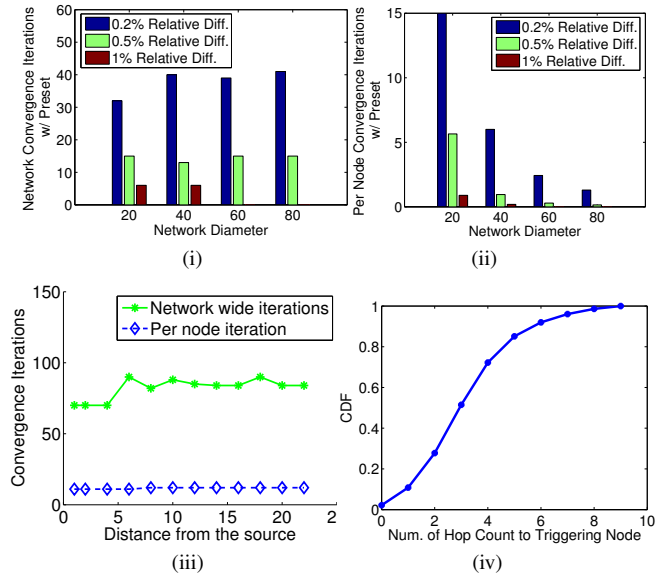 60
50
40
30
20
10
0
Network Convergence Iterations
w/ Preset
0.2% Relative Diff.
0.5% Relative Diff.
1% Relative Diff.
20 40 60 80
Network Diameter
(i)
15
10
5
0
Per Node Convergence Iterations
w/ Preset
0.2% Relative Diff.
0.5% Relative Diff.
1% Relative Diff.
20 40 60 80
Network Diameter
(ii)
150
100
50
0
Convergence Iterations
Network wide iterations
Per node iteration
0 5 10 15 20 2
Distance from the source
(iii)
1
0.8
0.6
0.4
0.2
0
CDF
0 2 4 6 8 10
Num. of Hop Count to Triggering Node
(iv)